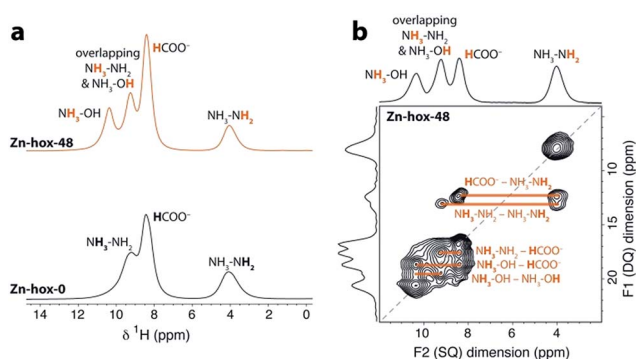 a
overlapping
NH₃-NH₂
& NH₃-OH
HCOO⁻
NH₃-OH
NH₃-NH₂
Zn-hox-48
HCOO⁻
NH₃-NH₂
NH₃-NH₂
Zn-hox-0
14 12 10 8 6 4 2 0
δ ¹H (ppm)
b
overlapping
NH₃-NH₂
& NH₃-OH
HCOO⁻
NH₃-OH
NH₃-NH₂
Zn-hox-48
HCOO⁻ – NH₃-NH₂
NH₃-NH₂ – NH₃-NH₂
NH₃-NH₂ – HCOO⁻
NH₃-OH – HCOO⁻
NH₃-OH – NH₃-OH
10
15
20
F1 (DQ) dimension (ppm)
10 8 6 4 2
F2 (SQ) dimension (ppm)